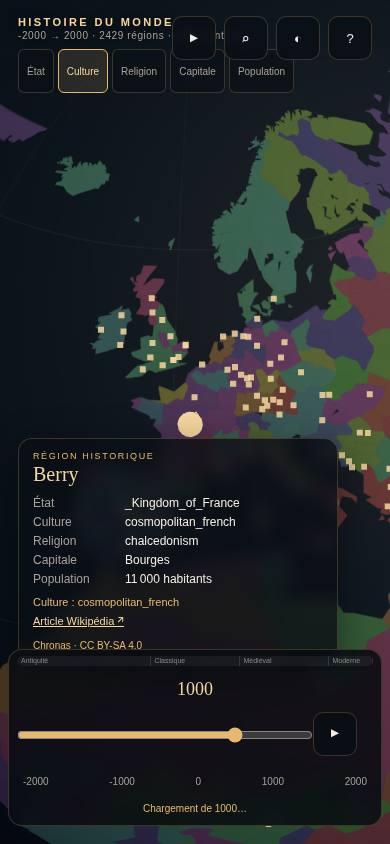 HISTOIRE DU MONDE
-2000 → 2000 · 2429 régions ·
?
État
Culture
Religion
Capitale
Population
RÉGION HISTORIQUE
Berry
État _Kingdom_of_France
Culture cosmopolitan_french
Religion chalcedonism
Capitale Bourges
Population 11 000 habitants
Culture : cosmopolitan_french
Article Wikipédia ↗
Chronas · CC BY-SA 4.0
Antiquité Classique Médiéval Moderne
1000
-2000 -1000 0 1000 2000
Chargement de 1000…